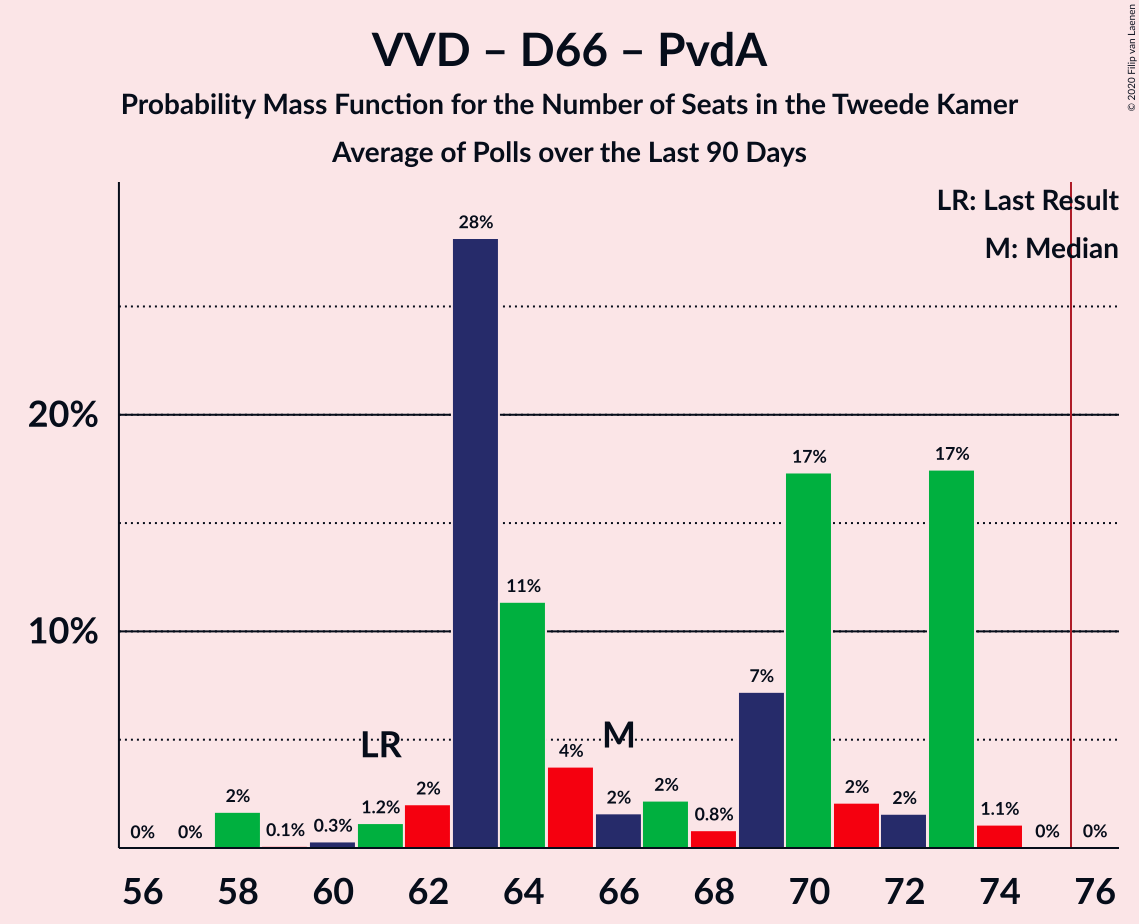 VVD – D66 – PvdA
Probability Mass Function for the Number of Seats in the Tweede Kamer
Average of Polls over the Last 90 Days
© 2020 Filip van Laenen
LR: Last Result
M: Median
20%
10%
0%
0%
2%
0.1%
0.3%
1.2%
LR
2%
28%
11%
4%
2%
M
2%
0.8%
7%
17%
2%
2%
17%
1.1%
0%
0%
56 58 60 62 64 66 68 70 72 74 76